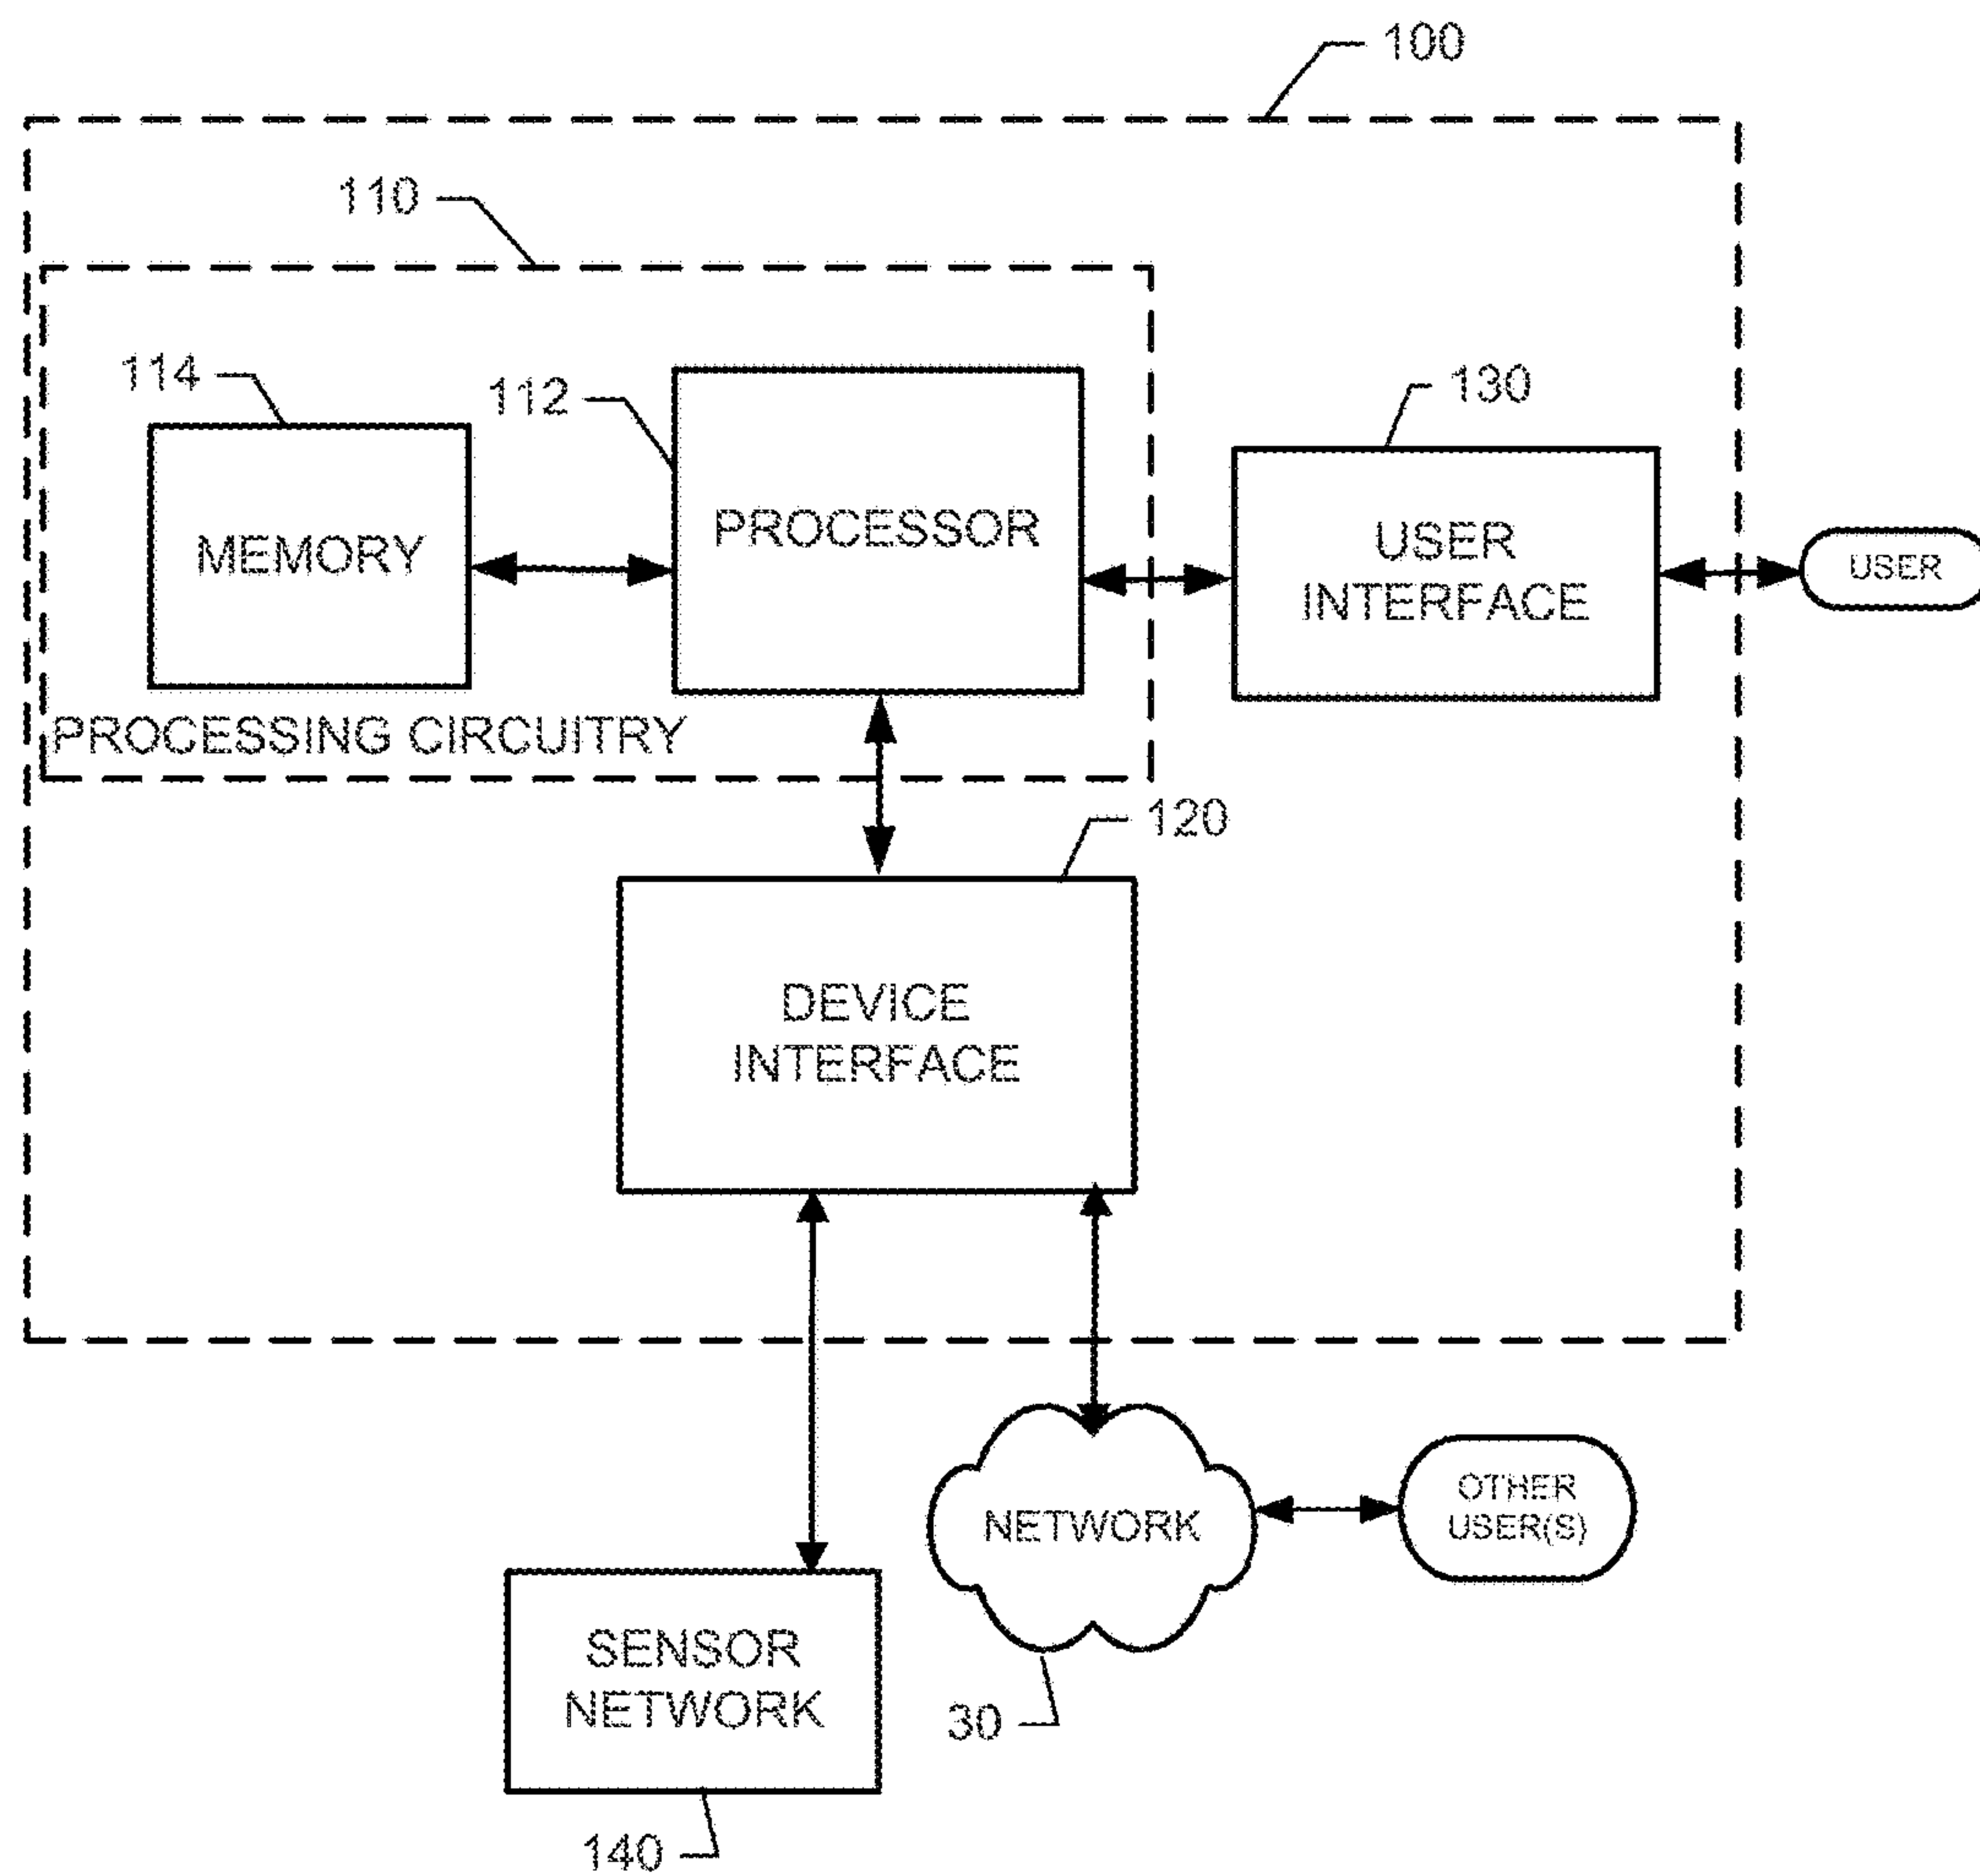 100
110
114
112
130
MEMORY
PROCESSOR
USER
INTERFACE
USER
PROCESSING CIRCUITRY
120
DEVICE
INTERFACE
NETWORK
OTHER
USER(S)
SENSOR
NETWORK
30
140